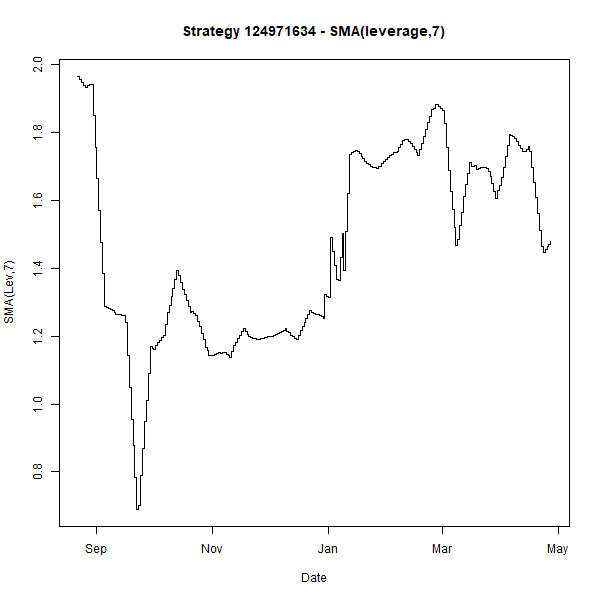 Strategy 124971634 - SMA(leverage,7)
SMA(Lev,7)
2.0
1.8
1.6
1.4
1.2
1.0
0.8
Sep
Nov
Jan
Mar
May
Date